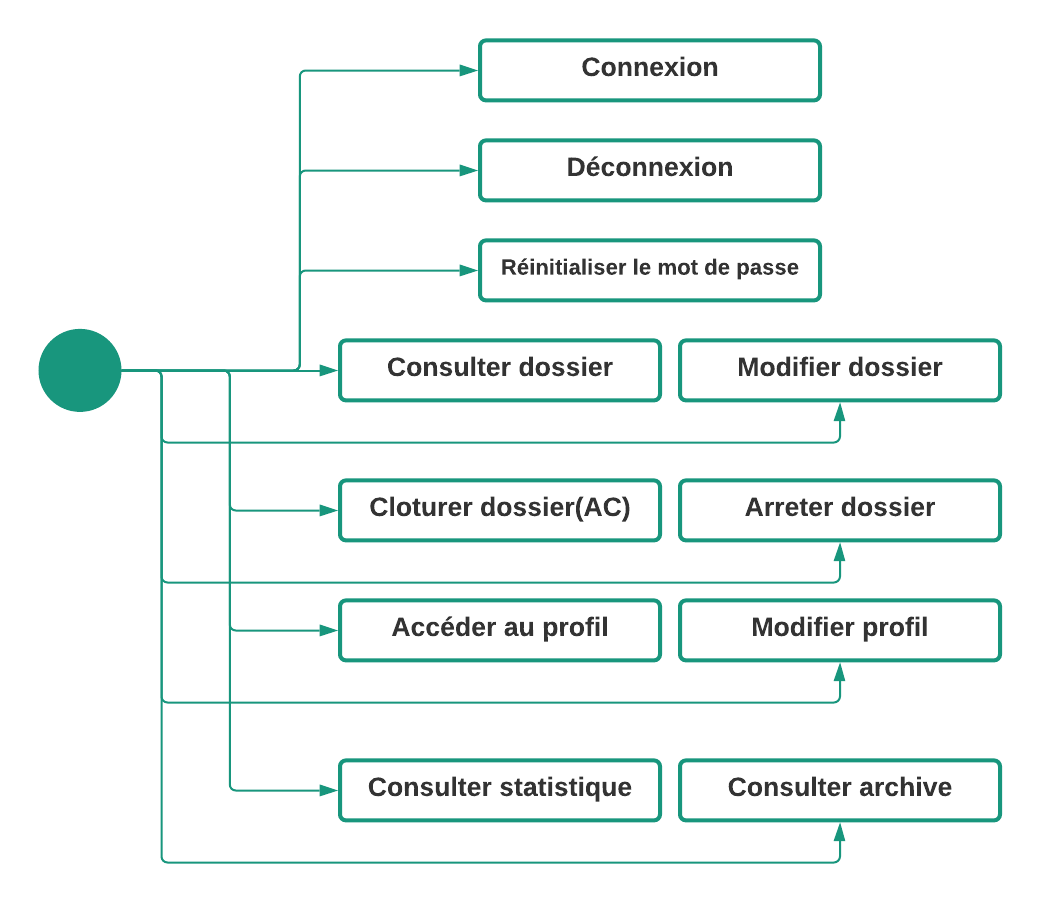 Connexion
Déconnexion
Réinitialiser le mot de passe
Consulter dossier
Modifier dossier
Cloturer dossier(AC)
Arreter dossier
Accéder au profil
Modifier profil
Consulter statistique
Consulter archive